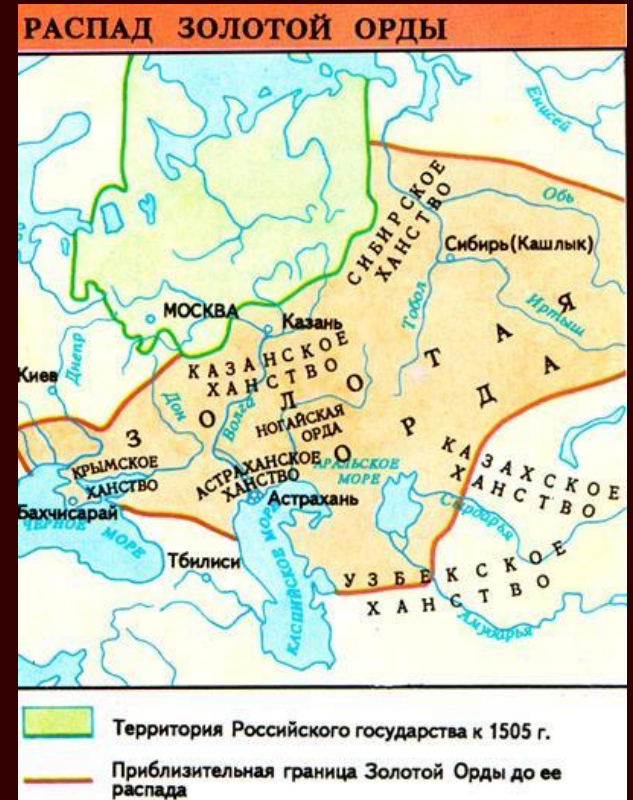 РАСПАД ЗОЛОТОЙ ОРДЫ
Енисей
Обь
СИБИРСКОЕ
ХАНСТВО
Сибирь(Кашлык)
Тобол
Иртыш
МОСКВА
Казань
КАЗАНСКОЕ
ХАНСТВО
Киев
Днепр
Дон
Волга
ЗОЛОТАЯ
ОРДА
НОГАЙСКАЯ
ОРДА
КРЫМСКОЕ
ХАНСТВО
АСТРАХАНСКОЕ
ХАНСТВО
Астрахань
АРАЛЬСКОЕ
МОРЕ
КАЗАХСКОЕ
ХАНСТВО
Сырдарья
Бахчисарай
ЧЕРНОЕ МОРЕ
Тбилиси
КАСПИЙСКОЕ МОРЕ
УЗБЕКСКОЕ
ХАНСТВО
Амударья
Территория Российского государства к 1505 г.
Приблизительная граница Золотой Орды до ее
распада